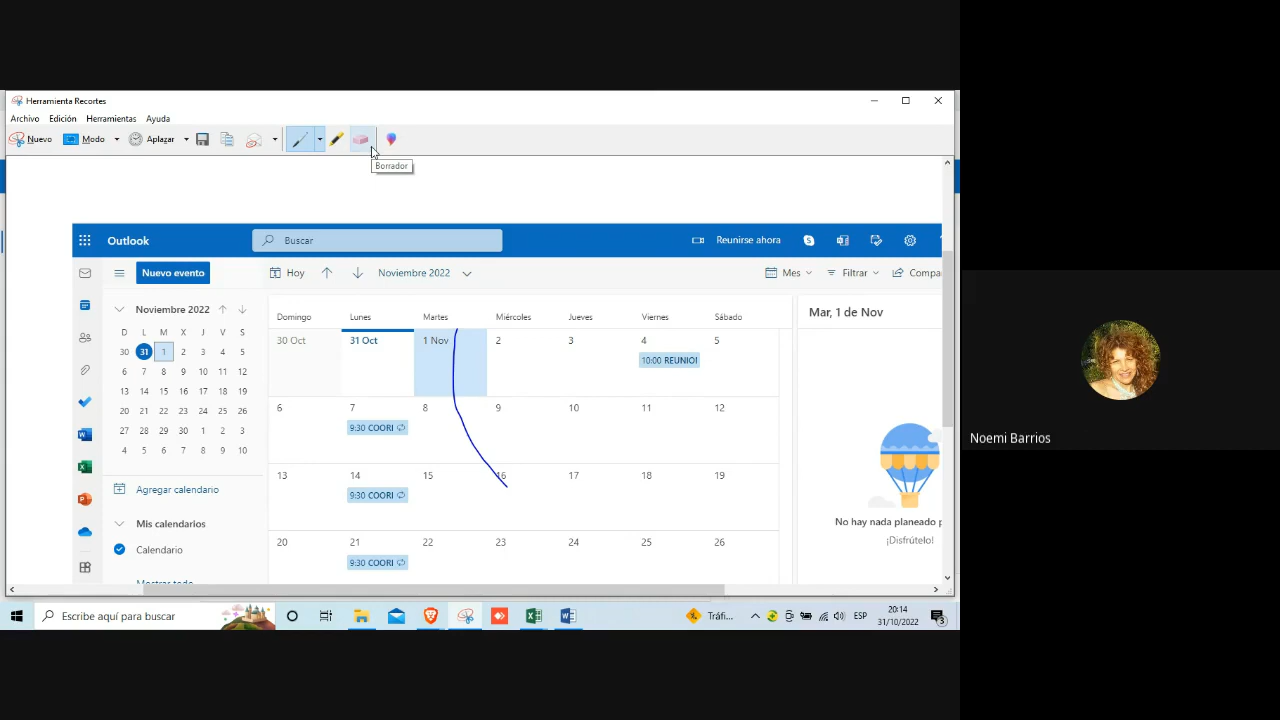 Herramienta Recortes
Archivo Edición Herramientas Ayuda
Nuevo Modo Aplazar
Borrador
Outlook Buscar Reunirse ahora
Nuevo evento Hoy Noviembre 2022 Mes Filtrar Compa
Noviembre 2022
D L M X J V S
30 31 1 2 3 4 5
6 7 8 9 10 11 12
13 14 15 16 17 18 19
20 21 22 23 24 25 26
27 28 29 30 1 2 3
4 5 6 7 8 9 10
Agregar calendario
Mis calendarios
Calendario
Mostrar todo
Domingo Lunes Martes Miércoles Jueves Viernes Sábado
30 Oct 31 Oct 1 Nov 2 3 4 5
10:00 REUNIOI
6 7 8 9 10 11 12
9:30 COORI
13 14 15 16 17 18 19
9:30 COORI
20 21 22 23 24 25 26
9:30 COORI
Mar, 1 de Nov
No hay nada planeado p
¡Disfrútelo!
Noemi Barrios
Escribe aquí para buscar
Tráfi... ESP 20:14
31/10/2022
3